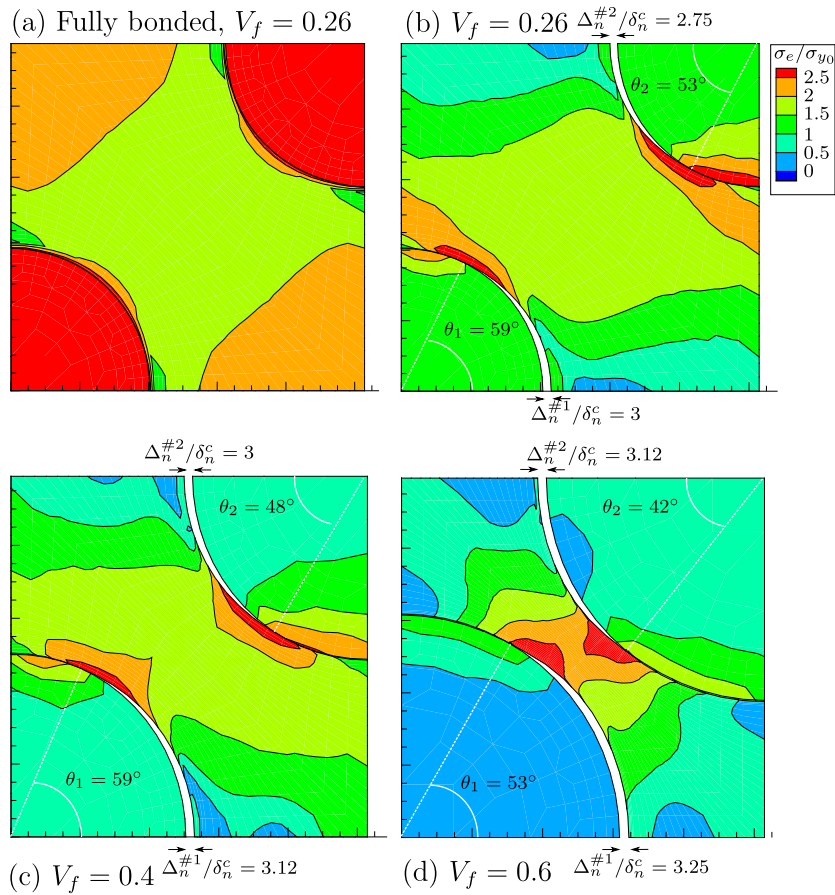 (a) Fully bonded, V_f = 0.26
(b) V_f = 0.26
Δ_n^{#2}/δ_n^c = 2.75
σ_e/σ_{y_0}
2.5
2
1.5
1
0.5
0
θ_2 = 53°
θ_1 = 59°
Δ_n^{#1}/δ_n^c = 3
Δ_n^{#2}/δ_n^c = 3
θ_2 = 48°
θ_1 = 59°
(c) V_f = 0.4
Δ_n^{#1}/δ_n^c = 3.12
Δ_n^{#2}/δ_n^c = 3.12
θ_2 = 42°
θ_1 = 53°
(d) V_f = 0.6
Δ_n^{#1}/δ_n^c = 3.25